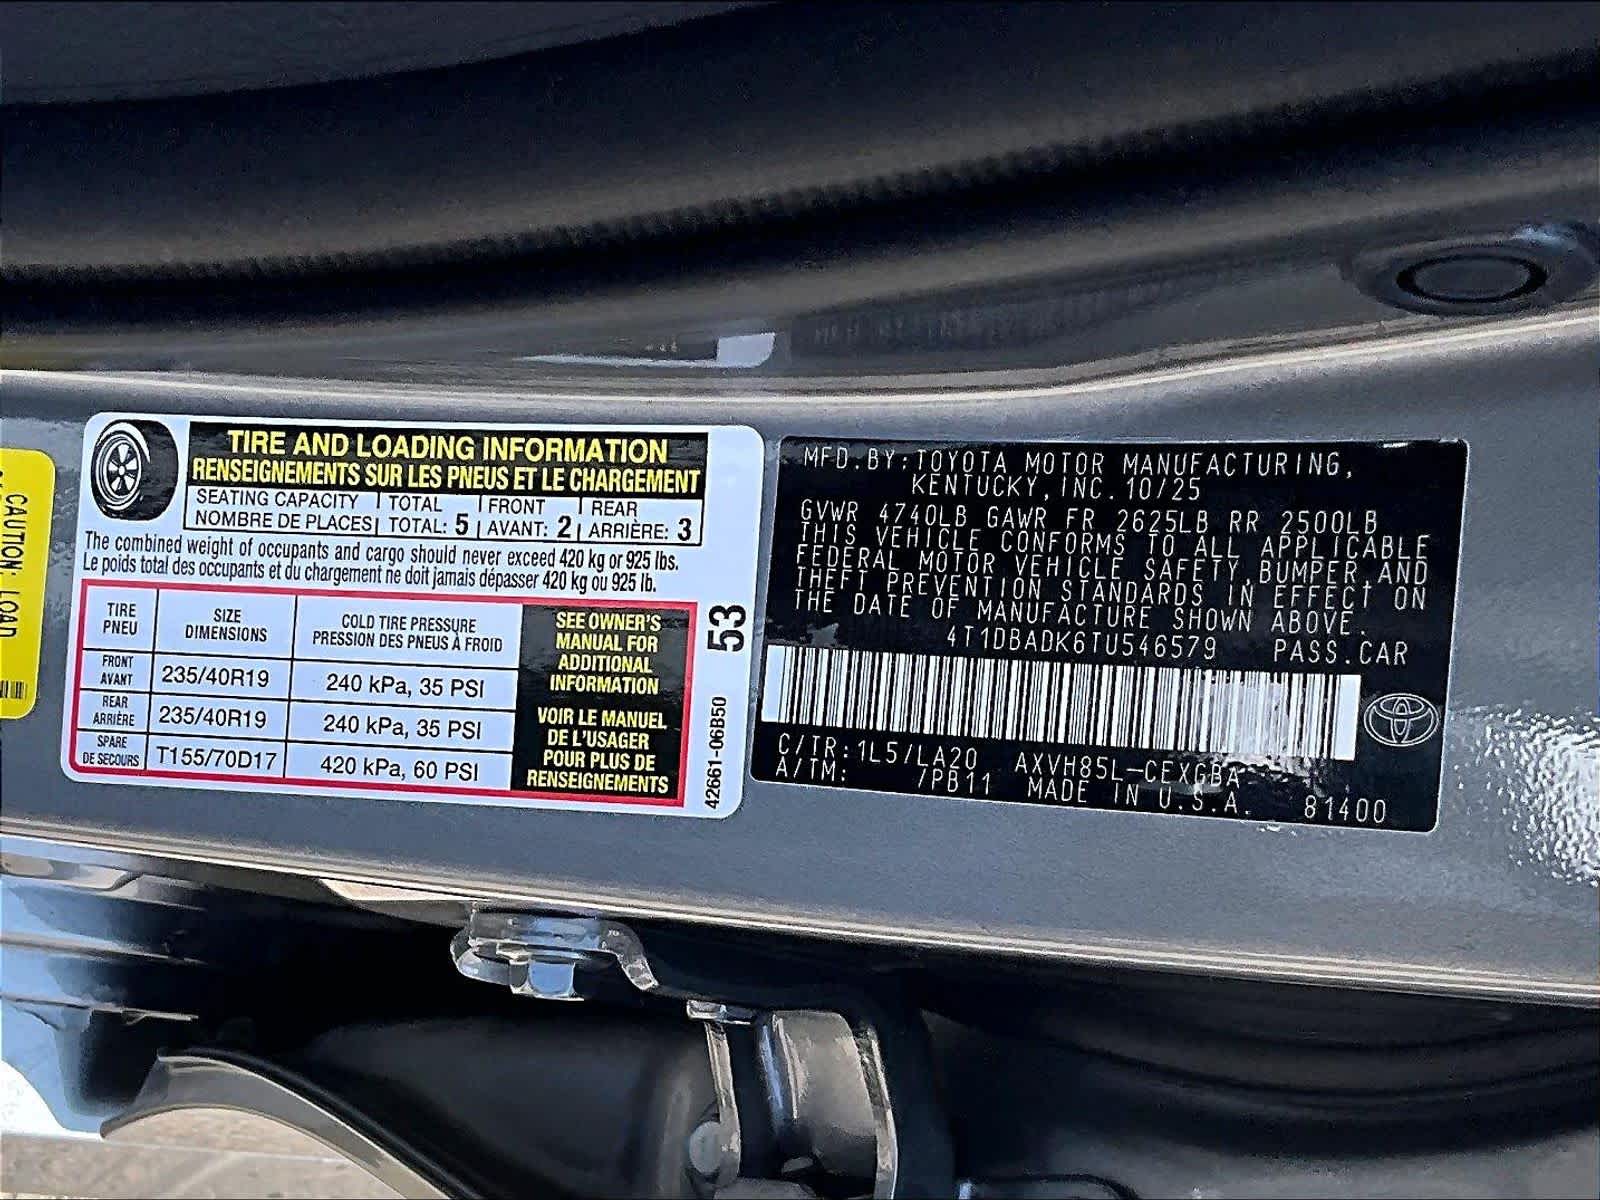 CAUTION: LOAD
TIRE AND LOADING INFORMATION
RENSEIGNEMENTS SUR LES PNEUS ET LE CHARGEMENT
SEATING CAPACITY TOTAL FRONT REAR
NOMBRE DE PLACES TOTAL: 5 AVANT: 2 ARRIÈRE: 3
The combined weight of occupants and cargo should never exceed 420 kg or 925 lbs.
Le poids total des occupants et du chargement ne doit jamais dépasser 420 kg ou 925 lb.
TIRE
PNEU
SIZE
DIMENSIONS
COLD TIRE PRESSURE
PRESSION DES PNEUS À FROID
FRONT
AVANT
235/40R19
240 kPa, 35 PSI
REAR
ARRIÈRE
235/40R19
240 kPa, 35 PSI
SPARE
DE SECOURS
T155/70D17
420 kPa, 60 PSI
SEE OWNER'S
MANUAL FOR
ADDITIONAL
INFORMATION
VOIR LE MANUEL
DE L'USAGER
POUR PLUS DE
RENSEIGNEMENTS
53
42661-06B50
MFD.BY:TOYOTA MOTOR MANUFACTURING,
KENTUCKY,INC.10/25
GVWR 4740LB GAWR FR 2625LB RR 2500LB
THIS VEHICLE CONFORMS TO ALL APPLICABLE
FEDERAL MOTOR VEHICLE SAFETY,BUMPER,AND
THEFT PREVENTION STANDARDS IN EFFECT ON
THE DATE OF MANUFACTURE SHOWN ABOVE.
4T1DBADK6TU546579 PASS.CAR
C/TR:1L5/LA20 AXVH85L-CEXGBA
A/TM: /PB11 MADE IN U.S.A. 81400